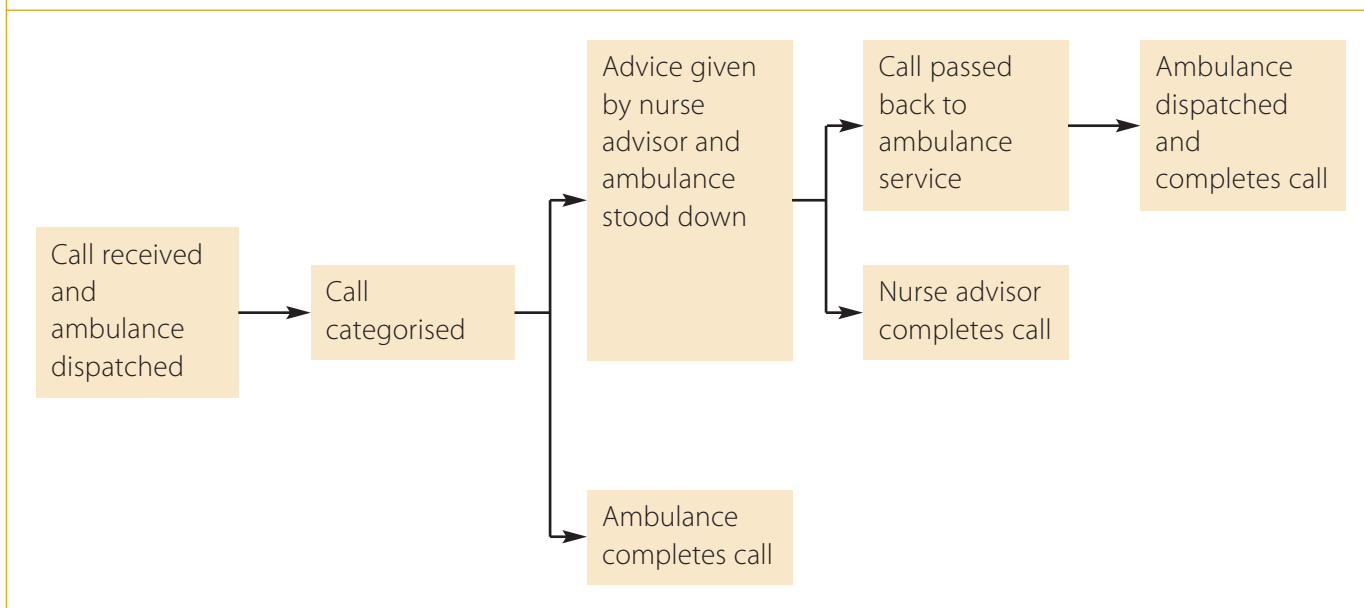 Call received
and
ambulance
dispatched
Call
categorised
Advice given
by nurse
advisor and
ambulance
stood down
Call passed
back to
ambulance
service
Ambulance
dispatched
and
completes call
Nurse advisor
completes call
Ambulance
completes call